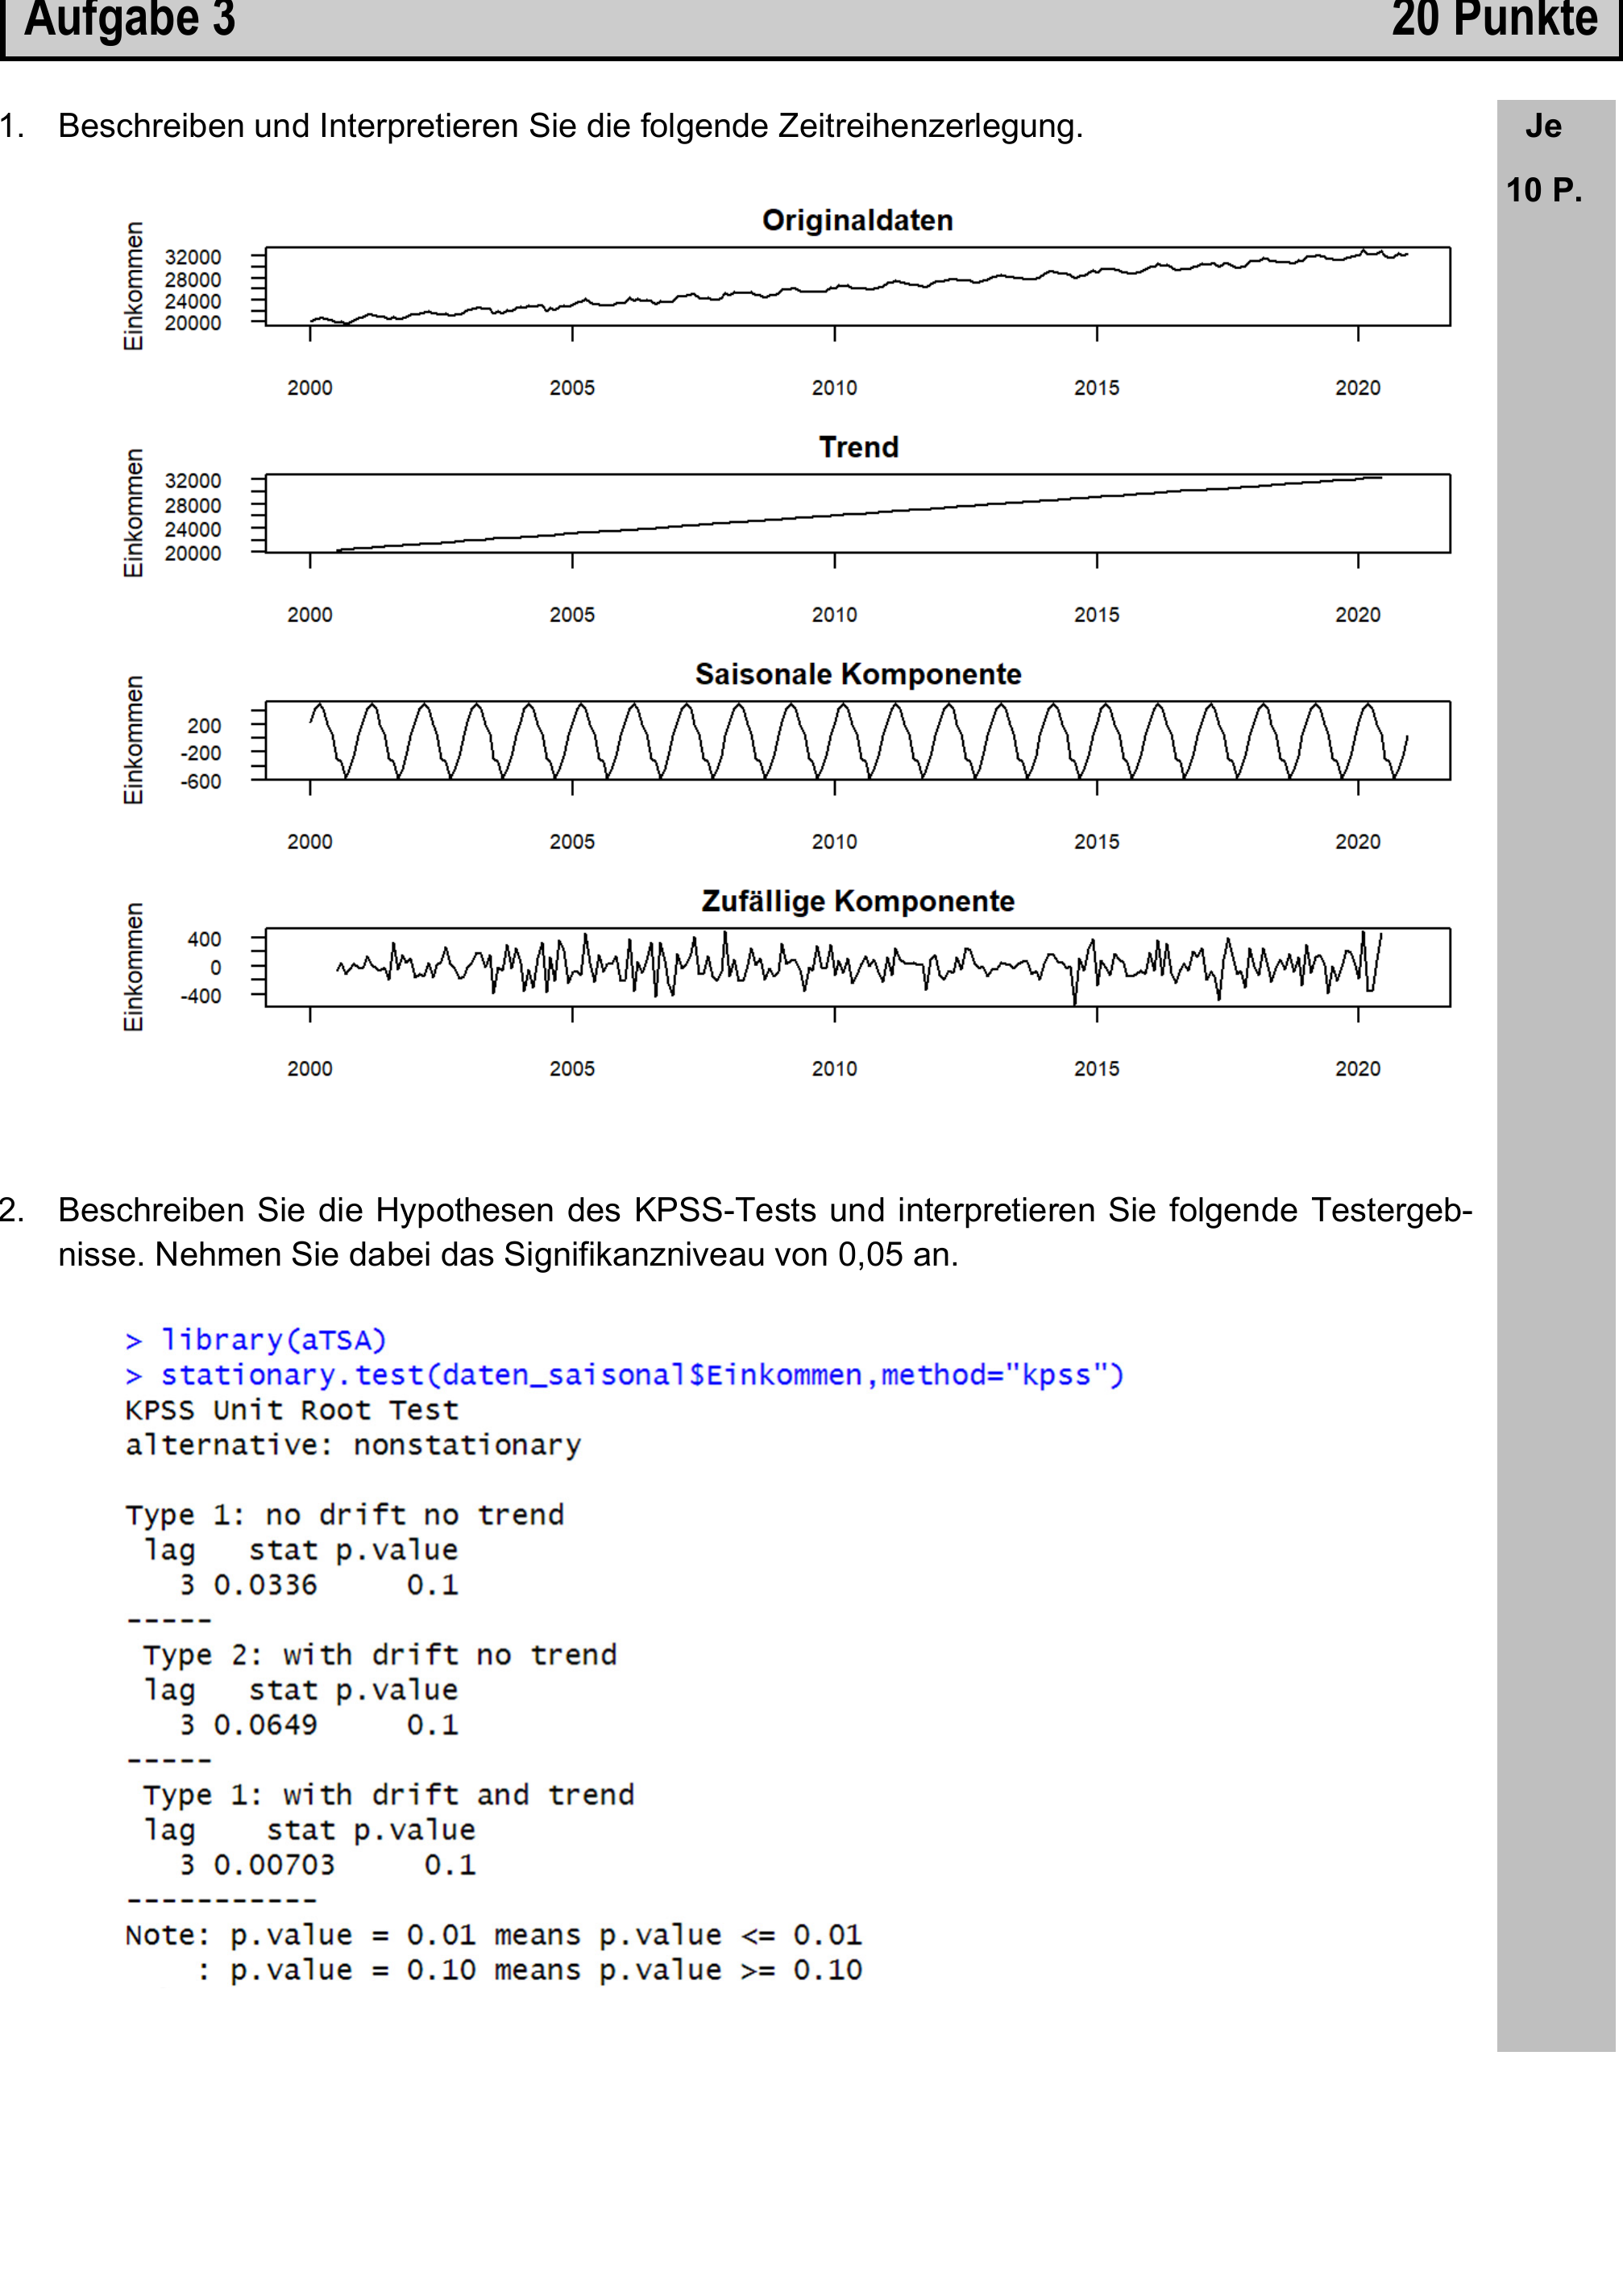 Aufgabe 3 20 Punkte
1. Beschreiben und Interpretieren Sie die folgende Zeitreihenzerlegung.
Je
10 P.
Originaldaten
Einkommen
32000
28000
24000
20000
2000 2005 2010 2015 2020
Trend
Einkommen
32000
28000
24000
20000
2000 2005 2010 2015 2020
Saisonale Komponente
Einkommen
200
-200
-600
2000 2005 2010 2015 2020
Zufällige Komponente
Einkommen
400
0
-400
2000 2005 2010 2015 2020
2. Beschreiben Sie die Hypothesen des KPSS-Tests und interpretieren Sie folgende Testergeb-
nisse. Nehmen Sie dabei das Signifikanzniveau von 0,05 an.
> library(aTSA)
> stationary.test(daten_saisonal$Einkommen,method="kpss")
KPSS Unit Root Test
alternative: nonstationary
Type 1: no drift no trend
lag stat p.value
3 0.0336 0.1
-----
Type 2: with drift no trend
lag stat p.value
3 0.0649 0.1
-----
Type 1: with drift and trend
lag stat p.value
3 0.00703 0.1
-----------
Note: p.value = 0.01 means p.value <= 0.01
: p.value = 0.10 means p.value >= 0.10